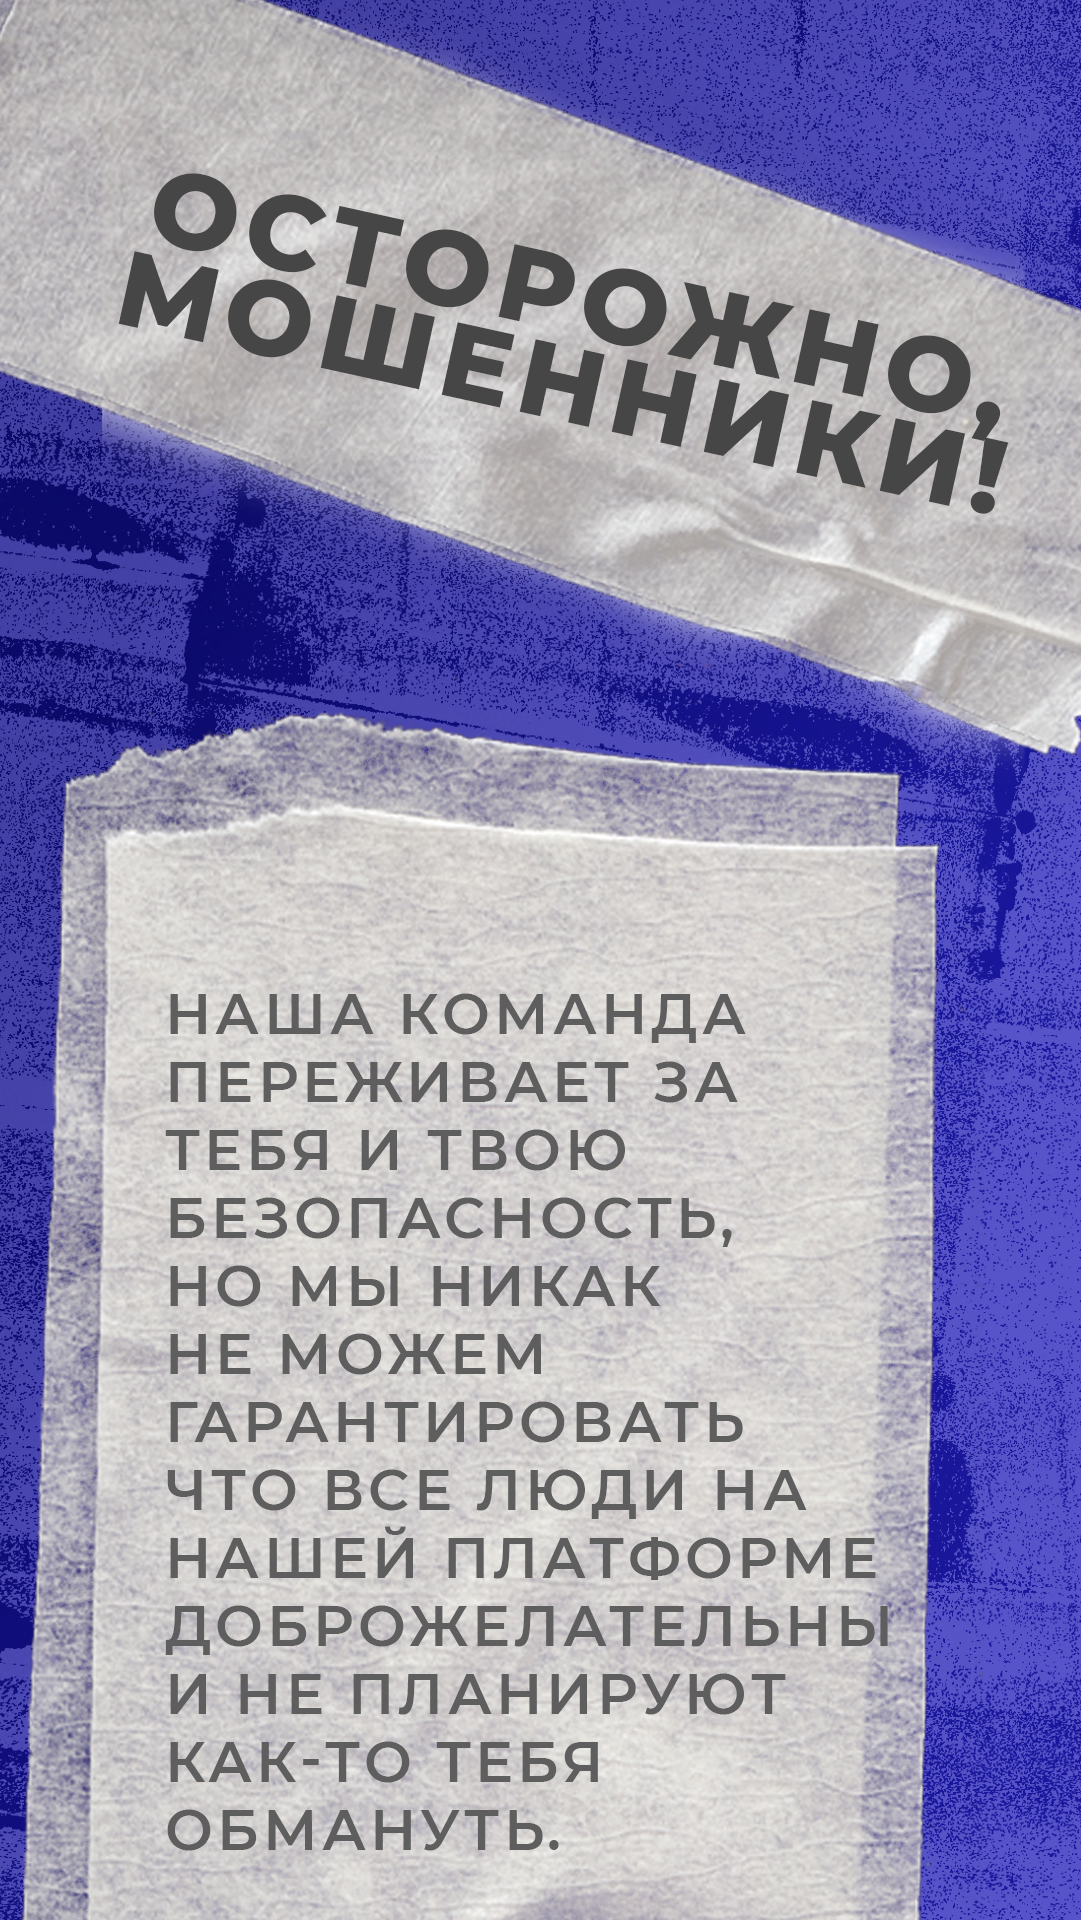 ОСТОРОЖНО,
МОШЕННИКИ!
НАША КОМАНДА
ПЕРЕЖИВАЕТ ЗА
ТЕБЯ И ТВОЮ
БЕЗОПАСНОСТЬ,
НО МЫ НИКАК
НЕ МОЖЕМ
ГАРАНТИРОВАТЬ
ЧТО ВСЕ ЛЮДИ НА
НАШЕЙ ПЛАТФОРМЕ
ДОБРОЖЕЛАТЕЛЬНЫ
И НЕ ПЛАНИРУЮТ
КАК-ТО ТЕБЯ
ОБМАНУТЬ.